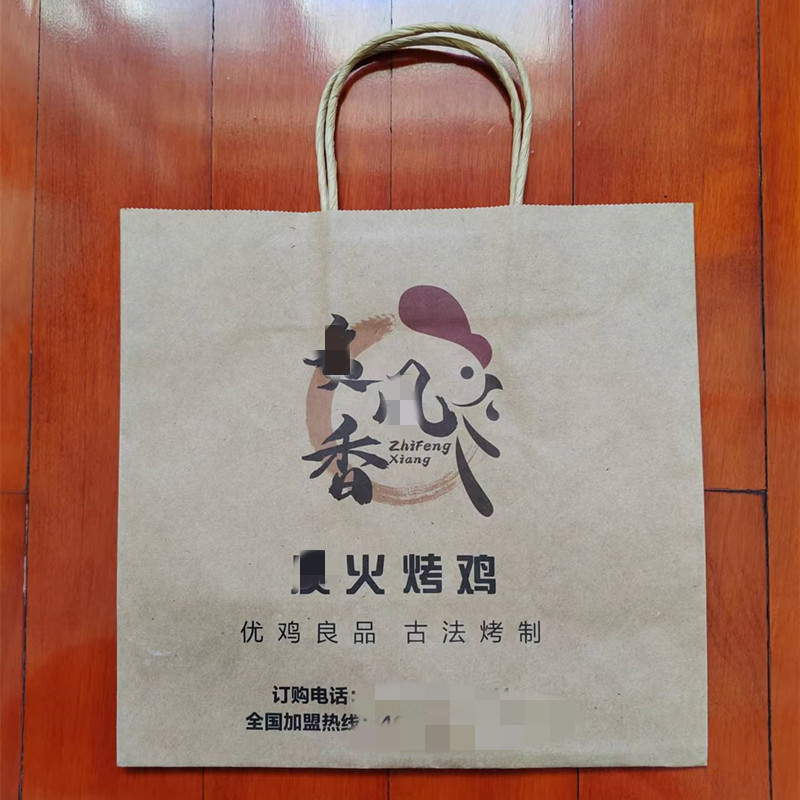 香
ZhiFeng
Xiang
火烤鸡
优鸡良品 古法烤制
订购电话：
全国加盟热线：